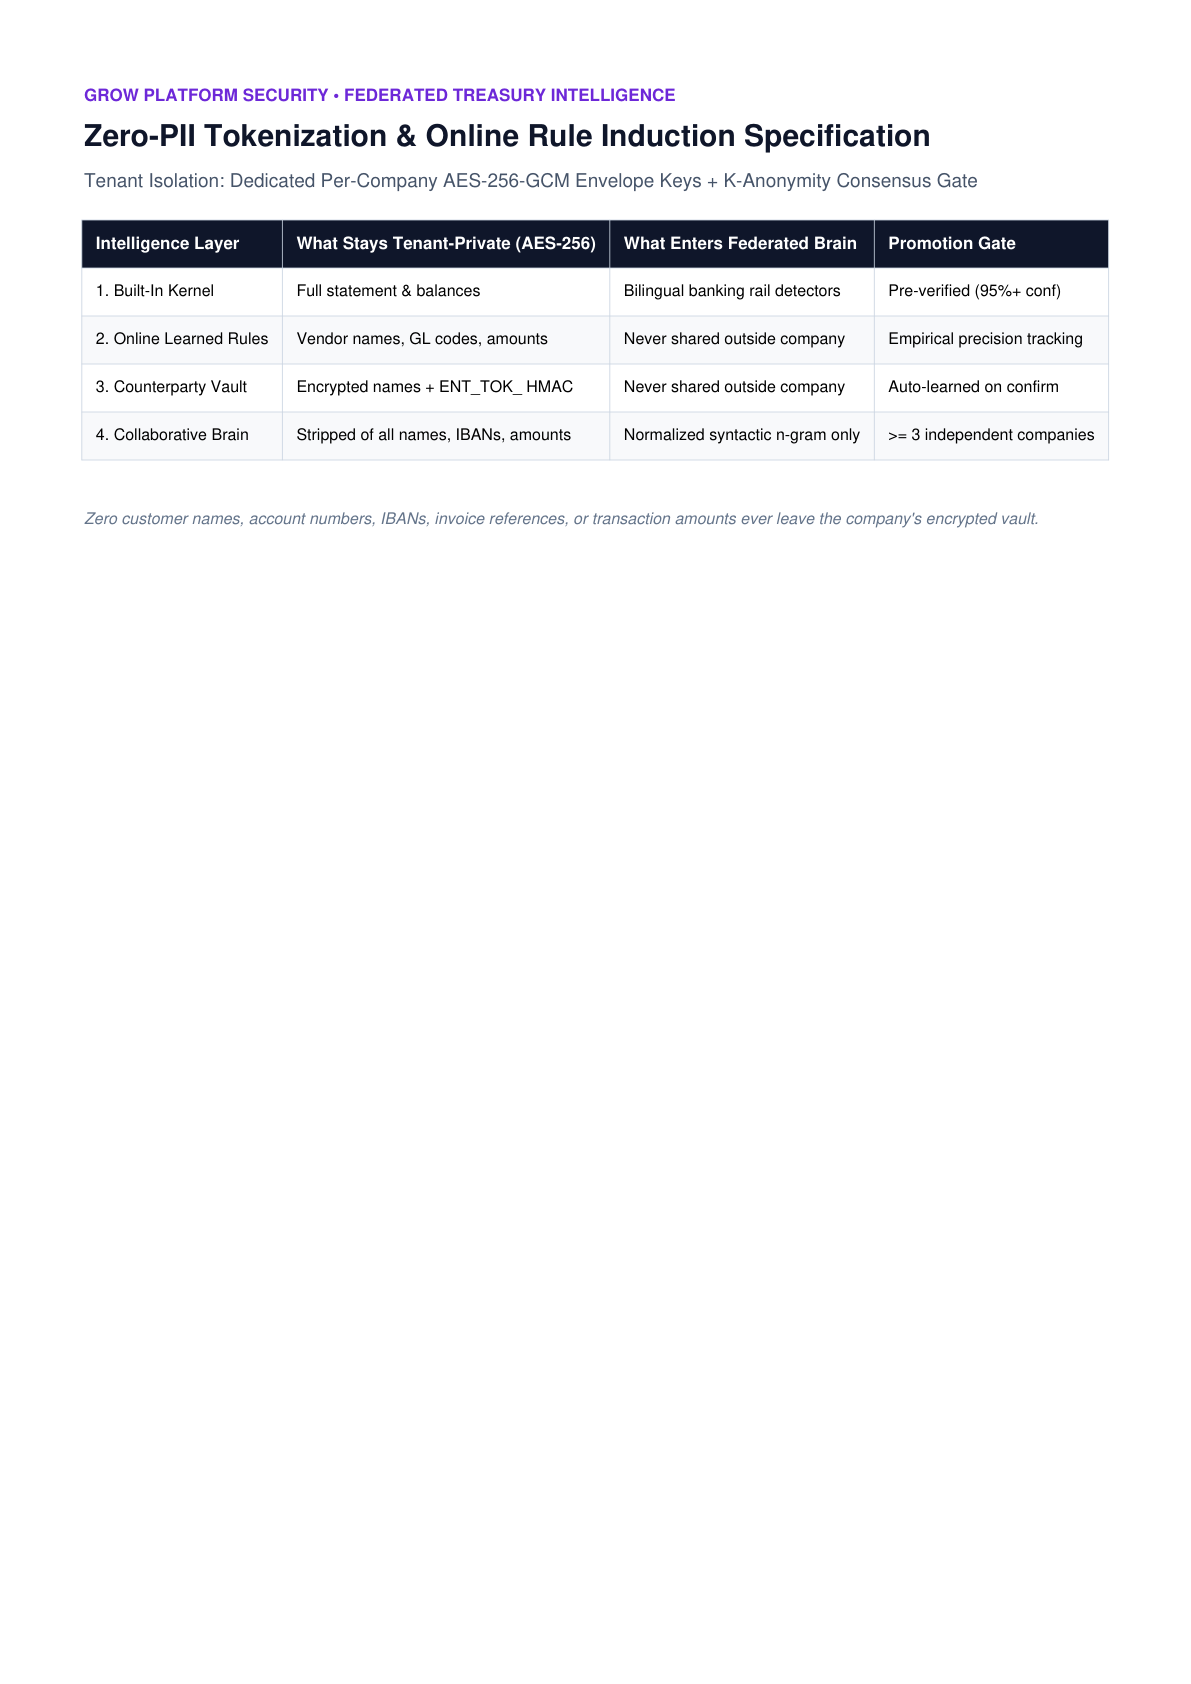 GROW PLATFORM SECURITY • FEDERATED TREASURY INTELLIGENCE
Zero-PII Tokenization & Online Rule Induction Specification
Tenant Isolation: Dedicated Per-Company AES-256-GCM Envelope Keys + K-Anonymity Consensus Gate
Intelligence Layer What Stays Tenant-Private (AES-256) What Enters Federated Brain Promotion Gate
1. Built-In Kernel Full statement & balances Bilingual banking rail detectors Pre-verified (95%+ conf)
2. Online Learned Rules Vendor names, GL codes, amounts Never shared outside company Empirical precision tracking
3. Counterparty Vault Encrypted names + ENT_TOK_ HMAC Never shared outside company Auto-learned on confirm
4. Collaborative Brain Stripped of all names, IBANs, amounts Normalized syntactic n-gram only >= 3 independent companies
Zero customer names, account numbers, IBANs, invoice references, or transaction amounts ever leave the company's encrypted vault.